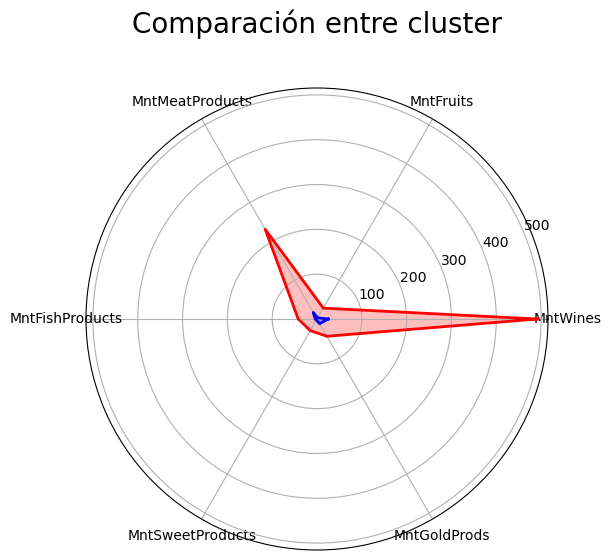 Comparación entre cluster
MntMeatProducts
MntFruits
500
400
300
200
100
MntFishProducts
MntWines
MntSweetProducts
MntGoldProds